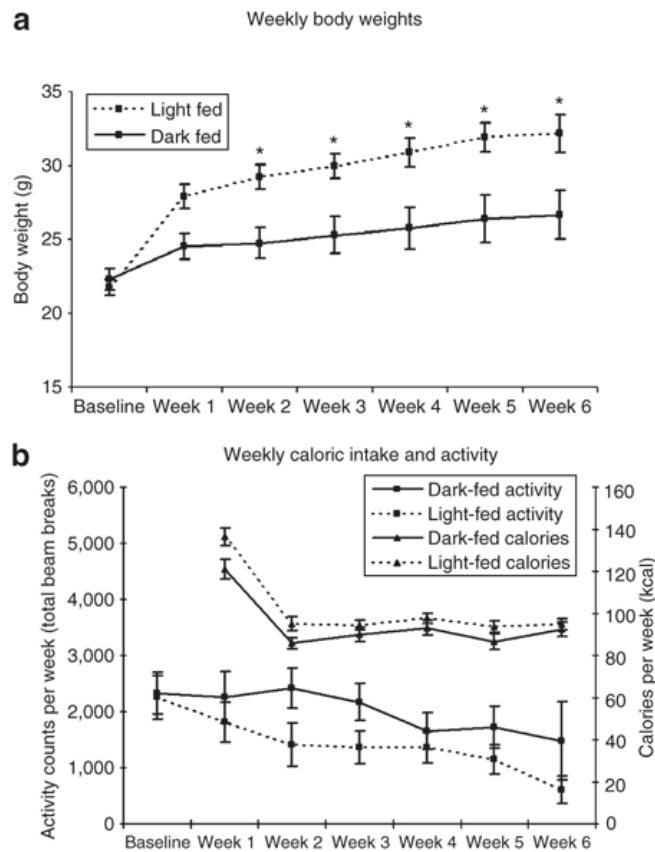 a
Weekly body weights
35
30
25
20
15
Body weight (g)
Light fed
Dark fed
* * * * *
Baseline Week 1 Week 2 Week 3 Week 4 Week 5 Week 6
b
Weekly caloric intake and activity
6,000
5,000
4,000
3,000
2,000
1,000
0
Activity counts per week (total beam breaks)
Dark-fed activity
Light-fed activity
Dark-fed calories
Light-fed calories
160
140
120
100
80
60
40
20
0
Calories per week (kcal)
Baseline Week 1 Week 2 Week 3 Week 4 Week 5 Week 6